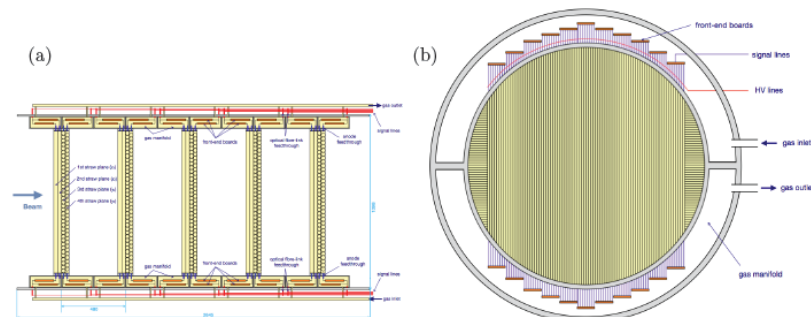 (a)
gas outlet
signal lines
gas manifold
front-end boards
optical fibre-link
feedthrough
anode
feedthrough
1st straw plane
2nd straw plane
3rd straw plane
4th straw plane
Beam
gas manifold
front-end boards
optical fibre-link
feedthrough
anode
feedthrough
signal lines
gas inlet
(b)
front-end boards
signal lines
HV lines
gas inlet
gas outlet
gas manifold